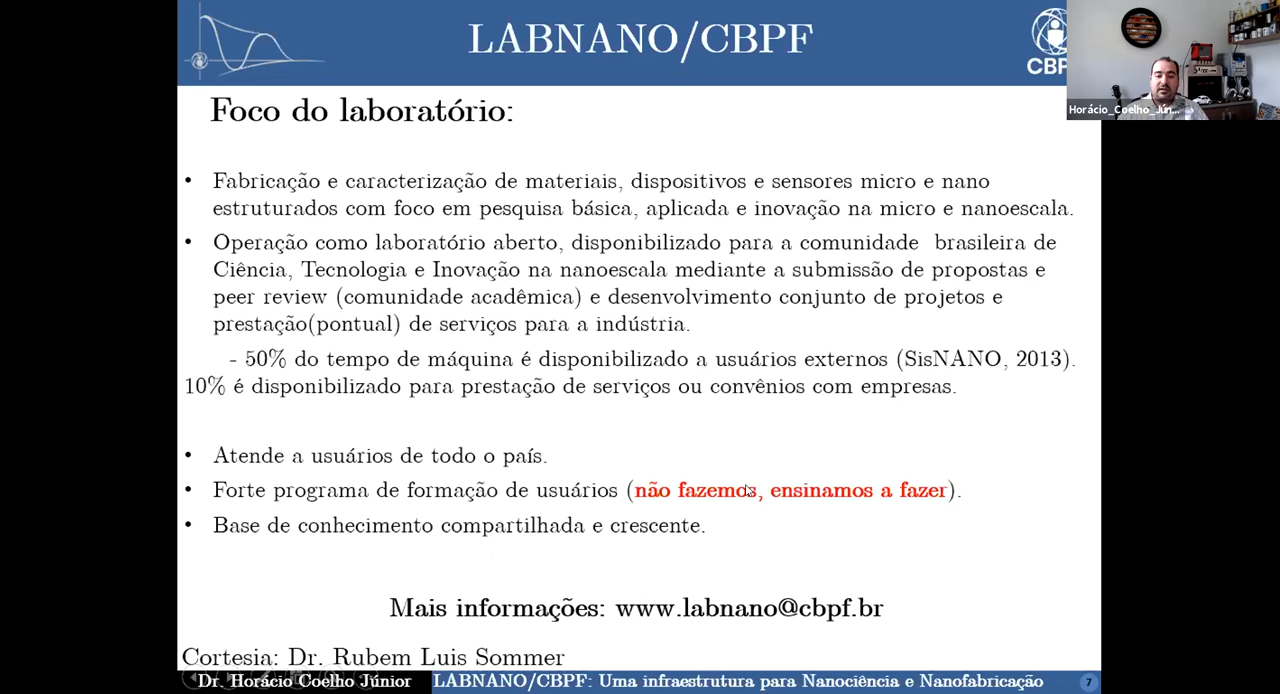 LABNANO/CBPF
CBP
Horácio_Coelho_Jún...
Foco do laboratório:
• Fabricação e caracterização de materiais, dispositivos e sensores micro e nano
estruturados com foco em pesquisa básica, aplicada e inovação na micro e nanoescala.
• Operação como laboratório aberto, disponibilizado para a comunidade brasileira de
Ciência, Tecnologia e Inovação na nanoescala mediante a submissão de propostas e
peer review (comunidade acadêmica) e desenvolvimento conjunto de projetos e
prestação(pontual) de serviços para a indústria.
- 50% do tempo de máquina é disponibilizado a usuários externos (SisNANO, 2013).
10% é disponibilizado para prestação de serviços ou convênios com empresas.
• Atende a usuários de todo o país.
• Forte programa de formação de usuários (não fazemos, ensinamos a fazer).
• Base de conhecimento compartilhada e crescente.
Mais informações: www.labnano@cbpf.br
Cortesia: Dr. Rubem Luis Sommer
Dr. Horácio Coelho Júnior
LABNANO/CBPF: Uma infraestrutura para Nanociência e Nanofabricação
7